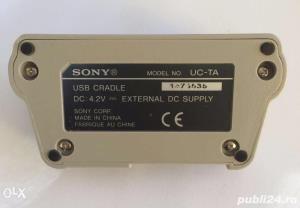 SONY® MODEL NO. UC-TA
USB CRADLE
DC 4.2V ⎓ EXTERNAL DC SUPPLY
SONY CORP.
MADE IN CHINA
FABRIQUÉ AU CHINE
CE
OLX
publi24.ro